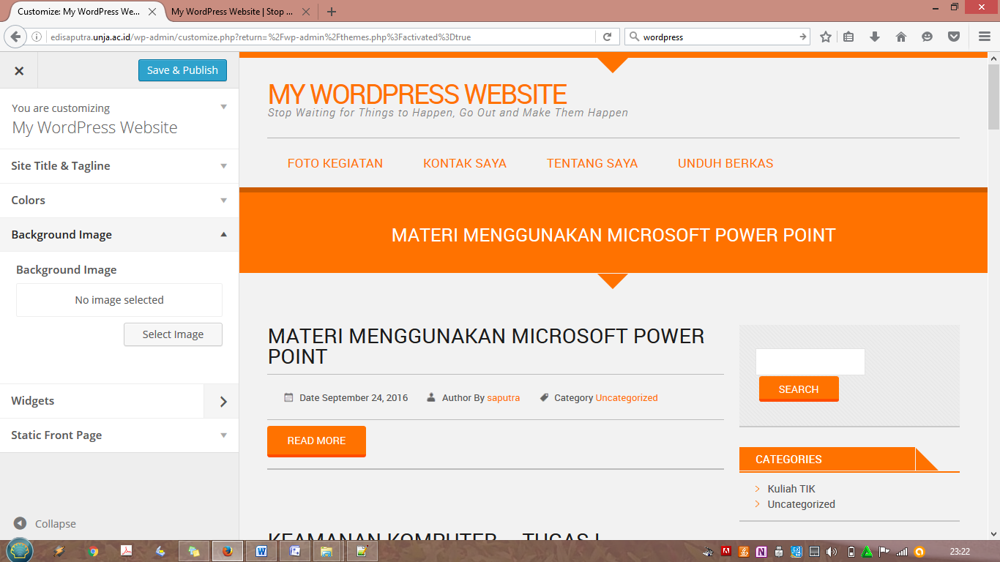 Customize: My WordPress We...
My WordPress Website | Stop ...
edisaputra.unja.ac.id/wp-admin/customize.php?return=%2Fwp-admin%2Fthemes.php%3Factivated%3Dtrue
wordpress
Save & Publish
You are customizing
My WordPress Website
Site Title & Tagline
Colors
Background Image
Background Image
No image selected
Select Image
Widgets
Static Front Page
Collapse
MY WORDPRESS WEBSITE
Stop Waiting for Things to Happen, Go Out and Make Them Happen
FOTO KEGIATAN KONTAK SAYA TENTANG SAYA UNDUH BERKAS
MATERI MENGGUNAKAN MICROSOFT POWER POINT
MATERI MENGGUNAKAN MICROSOFT POWER
POINT
Date September 24, 2016 Author By saputra Category Uncategorized
READ MORE
SEARCH
CATEGORIES
Kuliah TIK
Uncategorized
KEAMANAN KOMPUTER
23:22